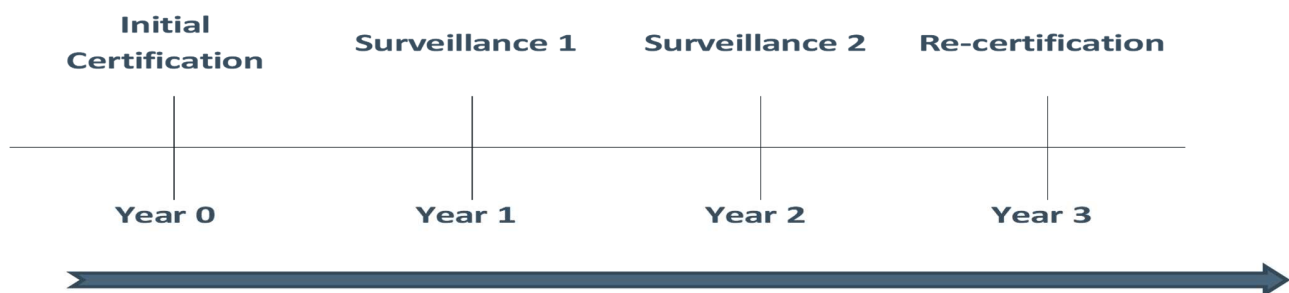 Initial
Certification
Surveillance 1
Surveillance 2
Re-certification
Year 0
Year 1
Year 2
Year 3